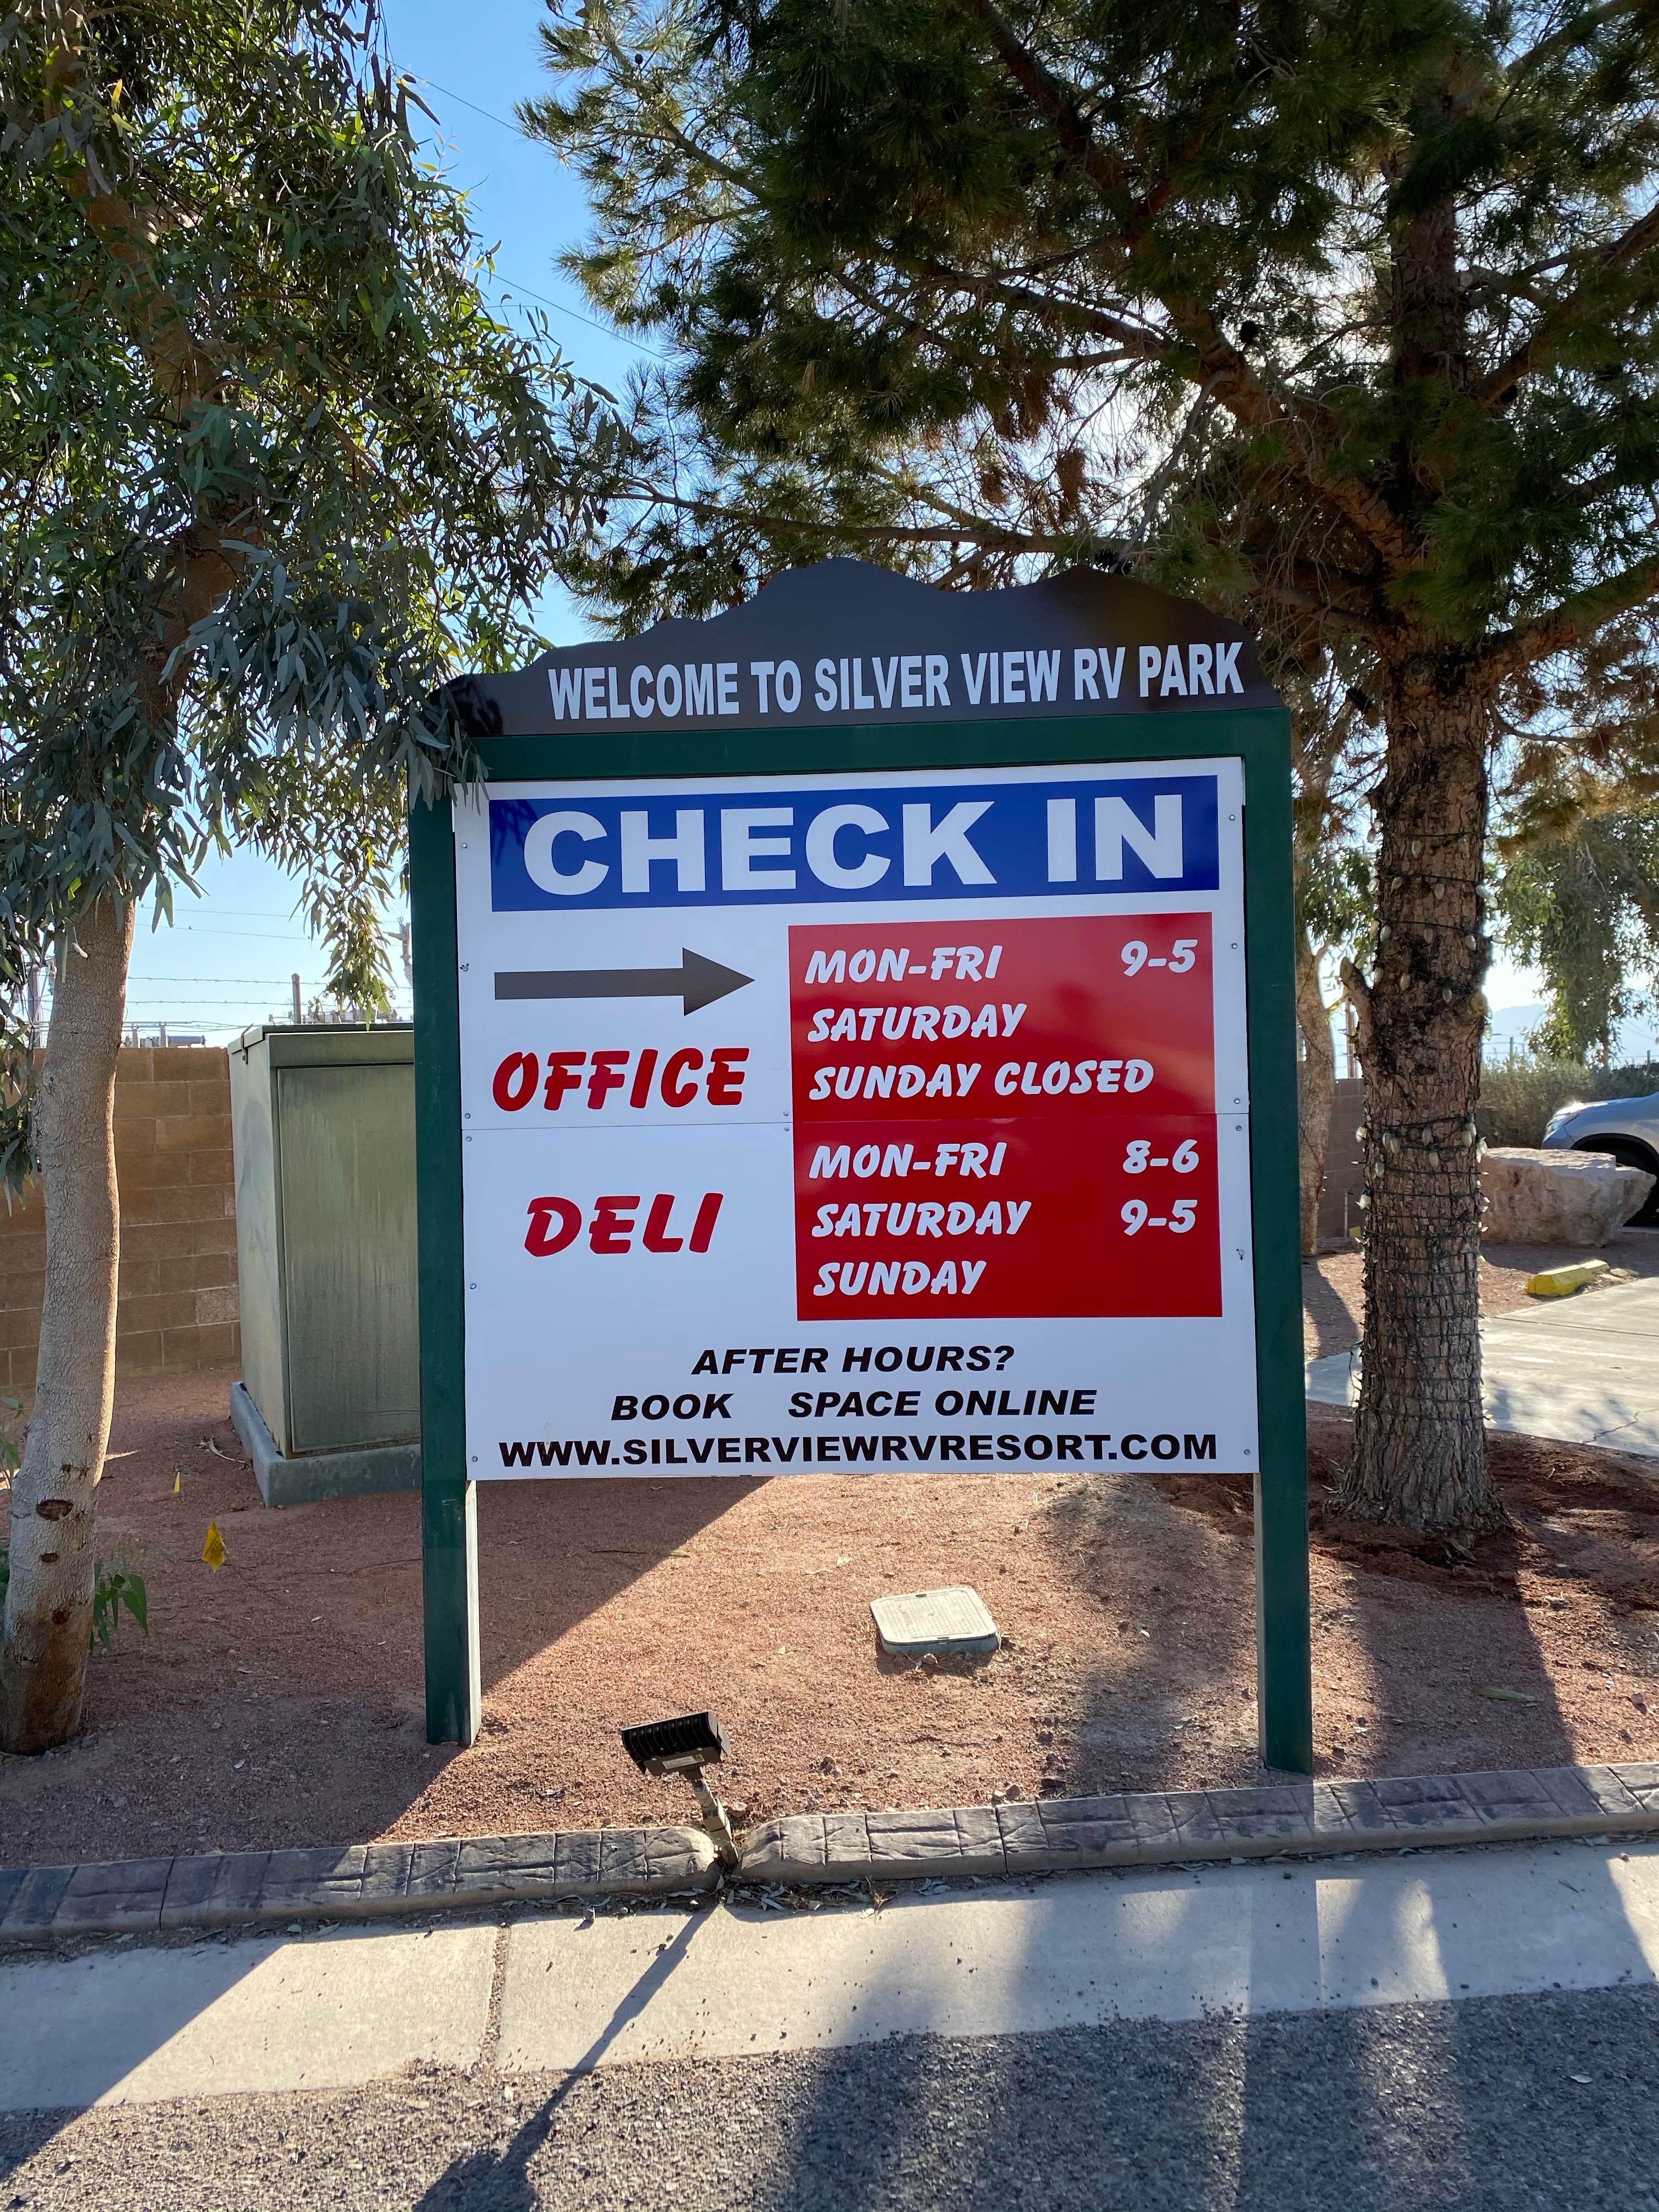 WELCOME TO SILVER VIEW RV PARK
CHECK IN
OFFICE
MON-FRI 9-5
SATURDAY
SUNDAY CLOSED
DELI
MON-FRI 8-6
SATURDAY 9-5
SUNDAY
AFTER HOURS?
BOOK SPACE ONLINE
WWW.SILVERVIEWRVRESORT.COM